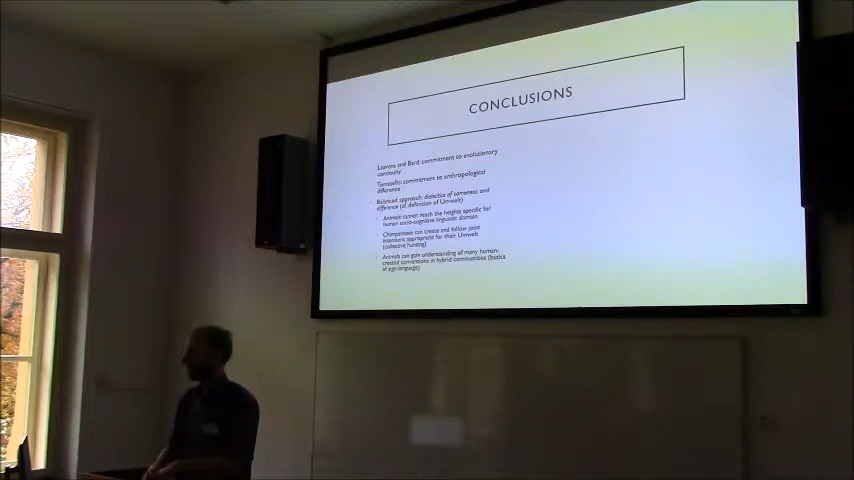 CONCLUSIONS
Leavens and Bard: commitment to evolutionary
continuity
Tomasello: commitment to anthropological
difference
Balanced approach: dialectics of sameness and
difference (cf. definition of Umwelt)
Animals cannot reach the heights specific for
human socio-cognitive linguistic domain
Chimpanzees can create and follow joint
intentions appropriate for their Umwelt
(collective hunting)
Animals can gain understanding of many human-
created conventions in hybrid communities (basics
of sign-language)